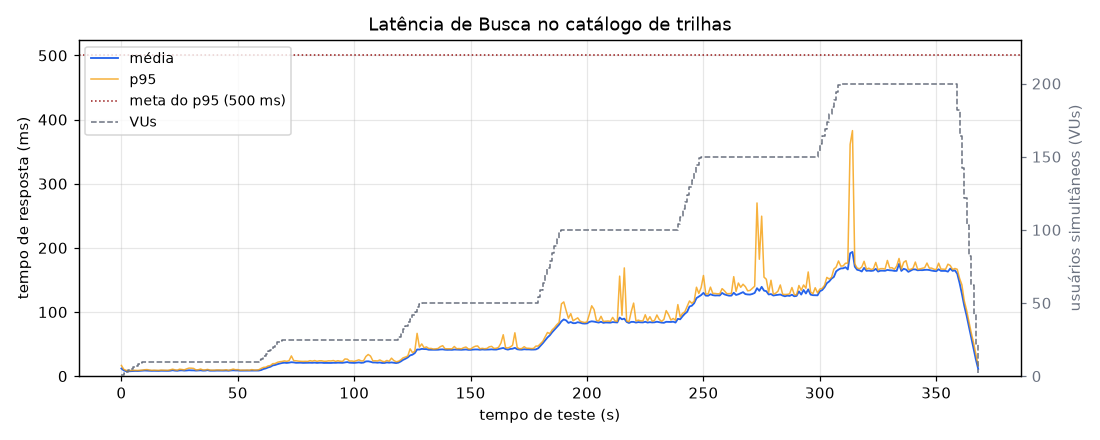 Latência de Busca no catálogo de trilhas
média
p95
meta do p95 (500 ms)
VUs
tempo de resposta (ms)
500
400
300
200
100
0
usuários simultâneos (VUs)
200
150
100
50
0
0 50 100 150 200 250 300 350
tempo de teste (s)